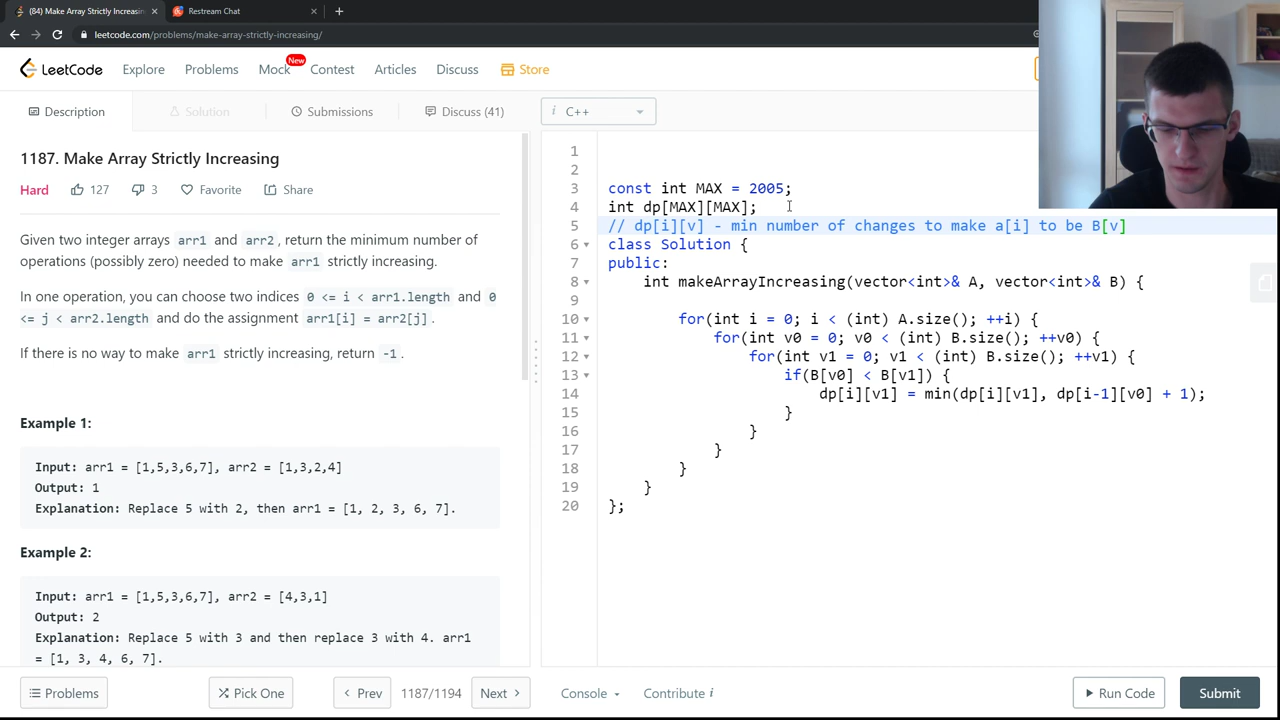 (84) Make Array Strictly Increasin
Restream Chat
leetcode.com/problems/make-array-strictly-increasing/
LeetCode
Explore
Problems
Mock
New
Contest
Articles
Discuss
Store
Description
Solution
Submissions
Discuss (41)
i C++
1187. Make Array Strictly Increasing
Hard
127
3
Favorite
Share
Given two integer arrays arr1 and arr2, return the minimum number of
operations (possibly zero) needed to make arr1 strictly increasing.
In one operation, you can choose two indices 0 <= i < arr1.length and 0
<= j < arr2.length and do the assignment arr1[i] = arr2[j].
If there is no way to make arr1 strictly increasing, return -1.
Example 1:
Input: arr1 = [1,5,3,6,7], arr2 = [1,3,2,4]
Output: 1
Explanation: Replace 5 with 2, then arr1 = [1, 2, 3, 6, 7].
Example 2:
Input: arr1 = [1,5,3,6,7], arr2 = [4,3,1]
Output: 2
Explanation: Replace 5 with 3 and then replace 3 with 4. arr1
= [1, 3, 4, 6, 7].
1
2
3 const int MAX = 2005;
4 int dp[MAX][MAX];
5 // dp[i][v] - min number of changes to make a[i] to be B[v]
6 class Solution {
7 public:
8 int makeArrayIncreasing(vector<int>& A, vector<int>& B) {
9
10 for(int i = 0; i < (int) A.size(); ++i) {
11 for(int v0 = 0; v0 < (int) B.size(); ++v0) {
12 for(int v1 = 0; v1 < (int) B.size(); ++v1) {
13 if(B[v0] < B[v1]) {
14 dp[i][v1] = min(dp[i][v1], dp[i-1][v0] + 1);
15 }
16 }
17 }
18 }
19 }
20 };
Problems
Pick One
Prev
1187/1194
Next
Console
Contribute i
Run Code
Submit